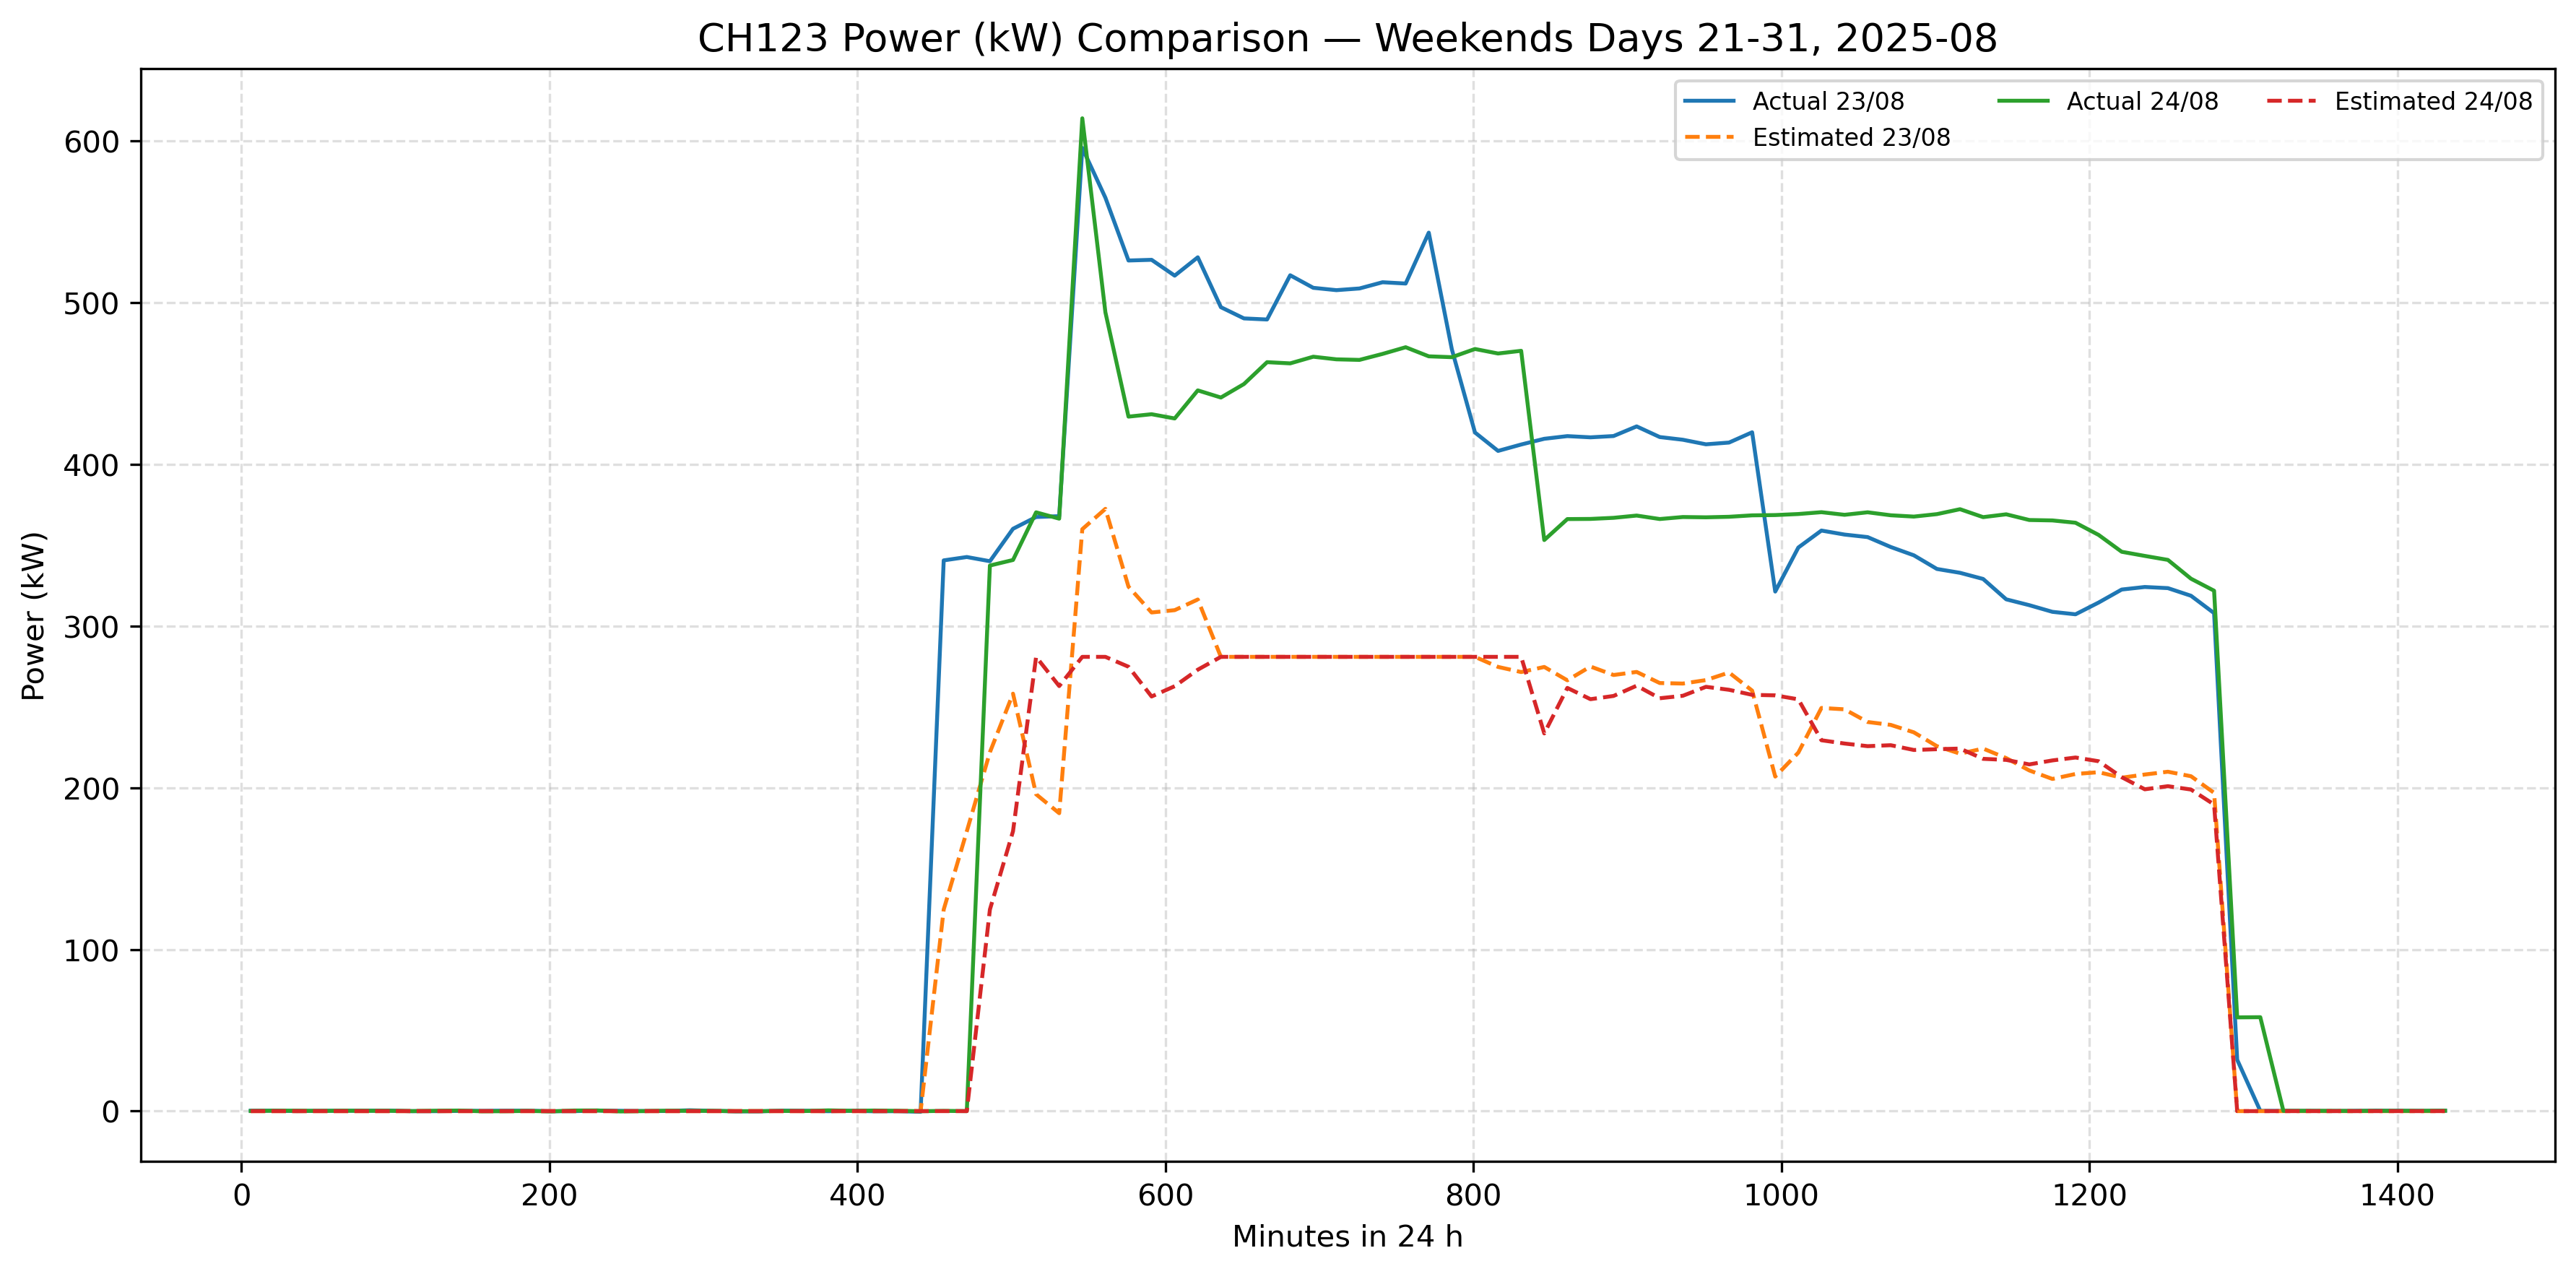 CH123 Power (kW) Comparison — Weekends Days 21-31, 2025-08
Actual 23/08
Estimated 23/08
Actual 24/08
Estimated 24/08
Power (kW)
600
500
400
300
200
100
0
0 200 400 600 800 1000 1200 1400
Minutes in 24 h